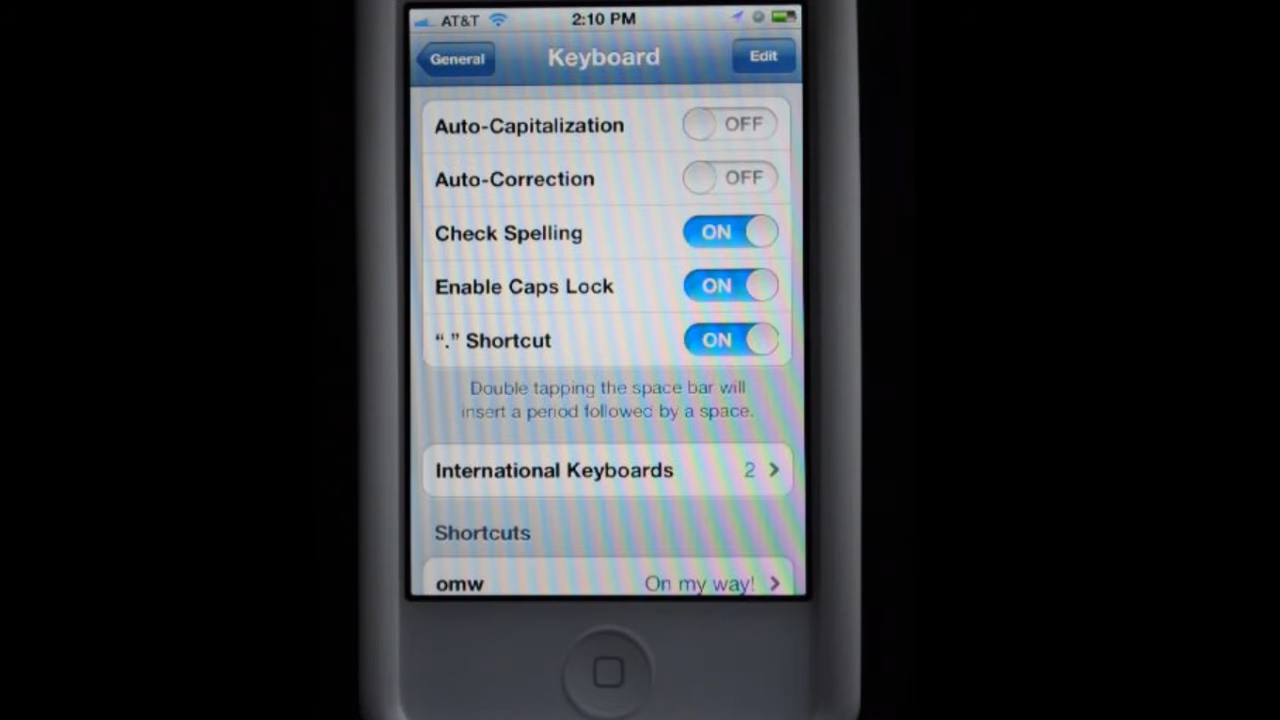 AT&T 2:10 PM
General Keyboard Edit
Auto-Capitalization OFF
Auto-Correction OFF
Check Spelling ON
Enable Caps Lock ON
“.” Shortcut ON
Double tapping the space bar will
insert a period followed by a space.
International Keyboards 2
Shortcuts
omw On my way!